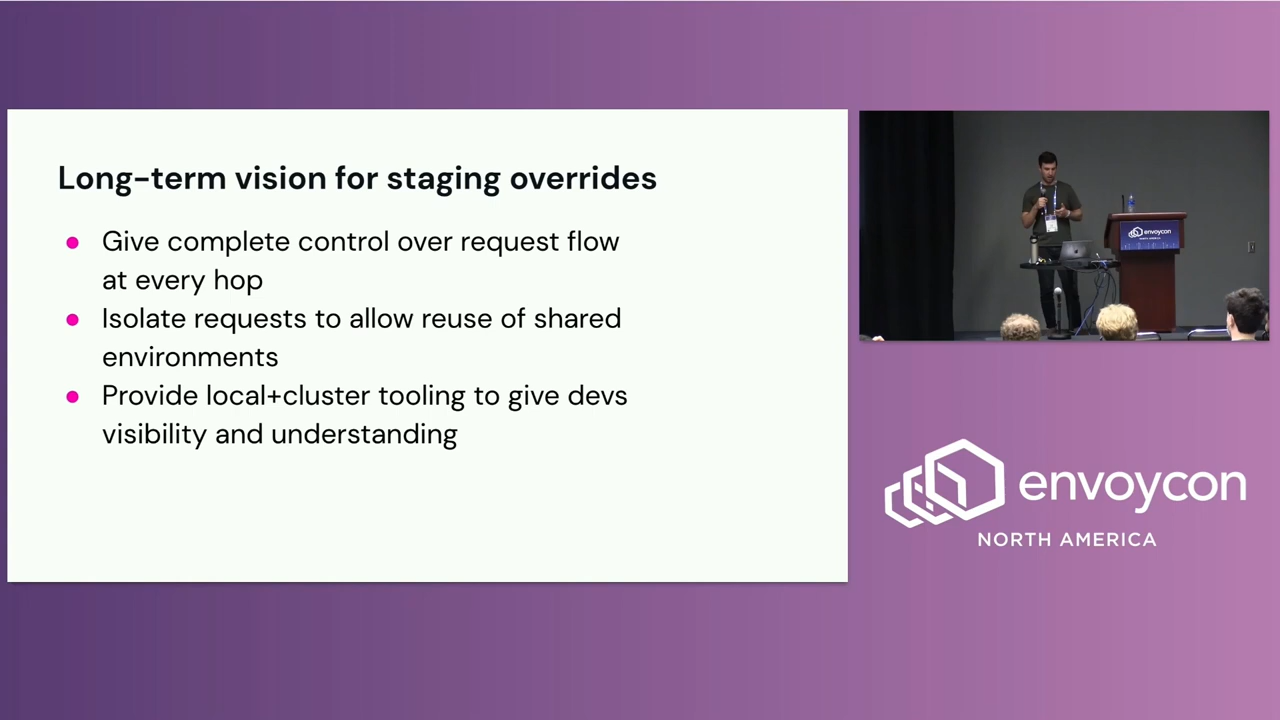 Long-term vision for staging overrides
● Give complete control over request flow
at every hop
● Isolate requests to allow reuse of shared
environments
● Provide local+cluster tooling to give devs
visibility and understanding
envoycon
envoycon
NORTH AMERICA